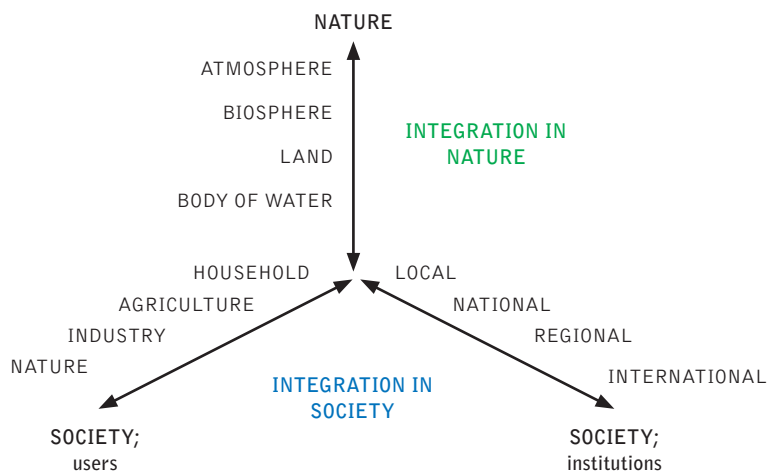 NATURE
ATMOSPHERE
BIOSPHERE
INTEGRATION IN
NATURE
LAND
BODY OF WATER
HOUSEHOLD
LOCAL
AGRICULTURE
NATIONAL
INDUSTRY
REGIONAL
NATURE
INTERNATIONAL
INTEGRATION IN
SOCIETY
SOCIETY;
users
SOCIETY;
institutions